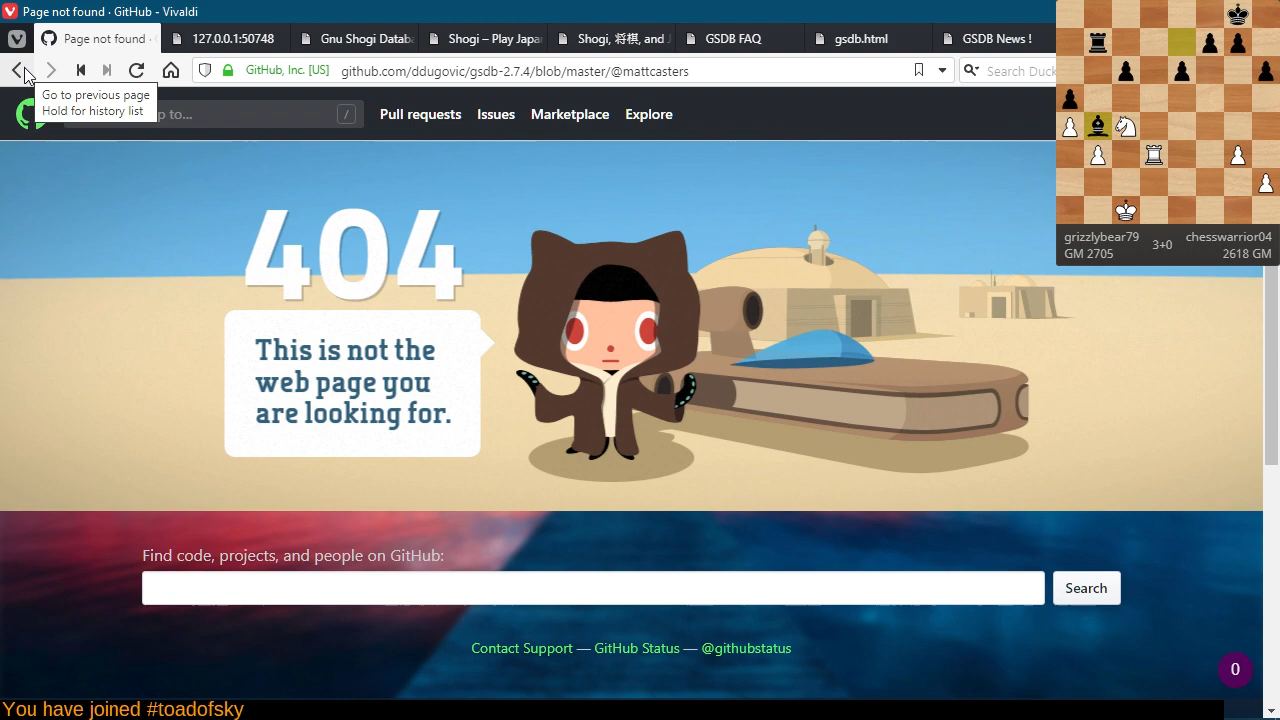 Page not found · GitHub - Vivaldi
Page not found ·
127.0.0.1:50748
Gnu Shogi Datab
Shogi – Play Japan
Shogi, 将棋, and J
GSDB FAQ
gsdb.html
GSDB News !
GitHub, Inc. [US]
github.com/ddugovic/gsdb-2.7.4/blob/master/@mattcasters
Search Duck
Go to previous page
Hold for history list
p to...
/
Pull requests
Issues
Marketplace
Explore
grizzlybear79
GM 2705
3+0
chesswarrior04
2618 GM
404
This is not the
web page you
are looking for.
Find code, projects, and people on GitHub:
Search
Contact Support — GitHub Status — @githubstatus
0
You have joined #toadofsky